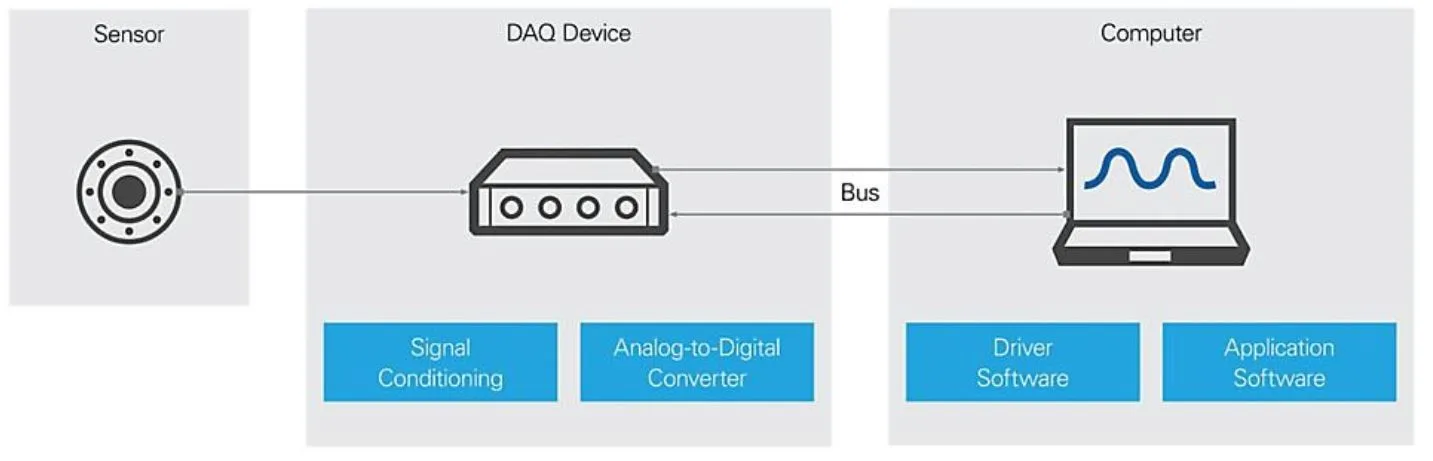 Sensor
DAQ Device
Computer
Bus
Signal
Conditioning
Analog-to-Digital
Converter
Driver
Software
Application
Software